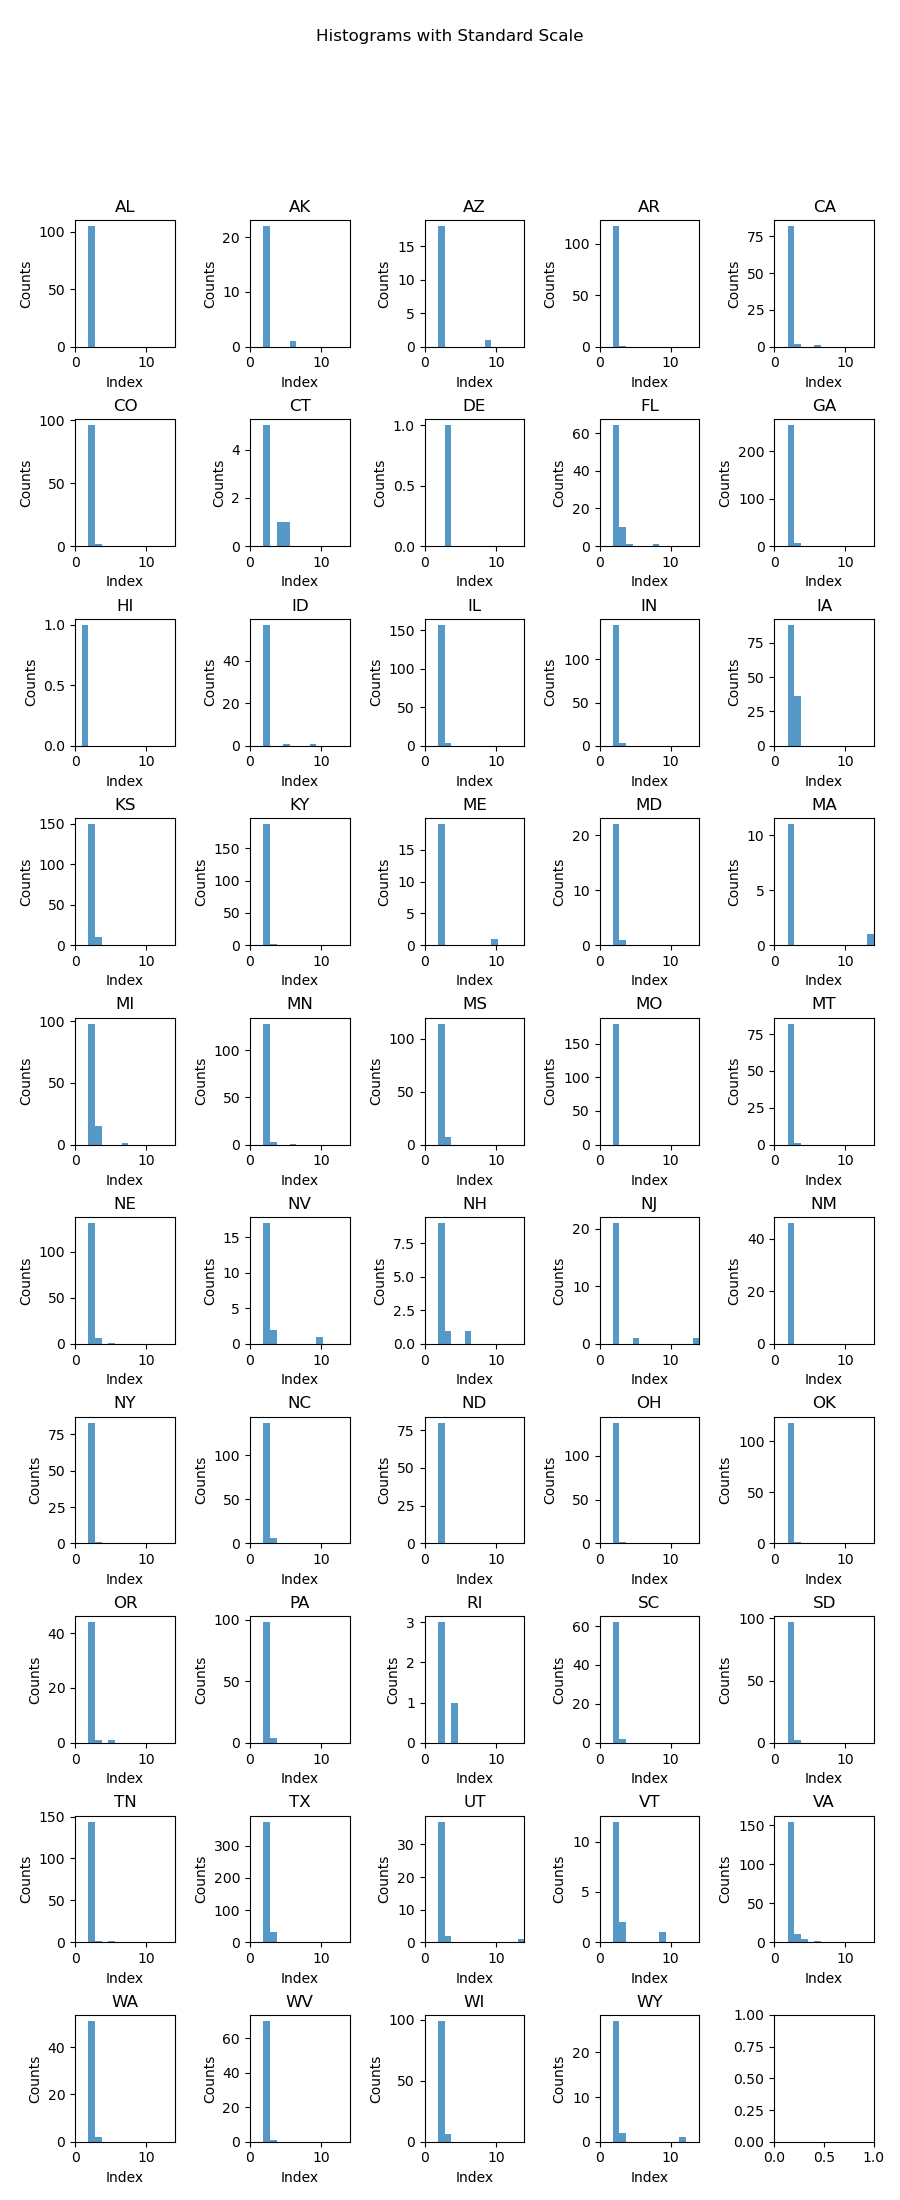 Histograms with Standard Scale
AL AK AZ AR CA
100 50 0 Counts 20 10 0 Counts 15 10 5 0 Counts 100 50 0 Counts 75 50 25 0 Counts
0 10 0 10 0 10 0 10 0 10
Index Index Index Index Index
CO CT DE FL GA
100 50 0 Counts 4 2 0 Counts 1.0 0.5 0.0 Counts 60 40 20 0 Counts 200 100 0 Counts
0 10 0 10 0 10 0 10 0 10
Index Index Index Index Index
HI ID IL IN IA
1.0 0.5 0.0 Counts 40 20 0 Counts 150 100 50 0 Counts 100 50 0 Counts 75 50 25 0 Counts
0 10 0 10 0 10 0 10 0 10
Index Index Index Index Index
KS KY ME MD MA
150 100 50 0 Counts 150 100 50 0 Counts 15 10 5 0 Counts 20 10 0 Counts 10 5 0 Counts
0 10 0 10 0 10 0 10 0 10
Index Index Index Index Index
MI MN MS MO MT
100 50 0 Counts 100 50 0 Counts 100 50 0 Counts 150 100 50 0 Counts 75 50 25 0 Counts
0 10 0 10 0 10 0 10 0 10
Index Index Index Index Index
NE NV NH NJ NM
100 50 0 Counts 15 10 5 0 Counts 7.5 5.0 2.5 0.0 Counts 20 10 0 Counts 40 20 0 Counts
0 10 0 10 0 10 0 10 0 10
Index Index Index Index Index
NY NC ND OH OK
75 50 25 0 Counts 100 50 0 Counts 75 50 25 0 Counts 100 50 0 Counts 100 50 0 Counts
0 10 0 10 0 10 0 10 0 10
Index Index Index Index Index
OR PA RI SC SD
40 20 0 Counts 100 50 0 Counts 3 2 1 0 Counts 60 40 20 0 Counts 100 50 0 Counts
0 10 0 10 0 10 0 10 0 10
Index Index Index Index Index
TN TX UT VT VA
150 100 50 0 Counts 300 200 100 0 Counts 30 20 10 0 Counts 10 5 0 Counts 150 100 50 0 Counts
0 10 0 10 0 10 0 10 0 10
Index Index Index Index Index
WA WV WI WY
40 20 0 Counts 60 40 20 0 Counts 100 50 0 Counts 20 10 0 Counts 1.00 0.75 0.50 0.25 0.00
0 10 0 10 0 10 0 10 0.0 0.5 1.0
Index Index Index Index